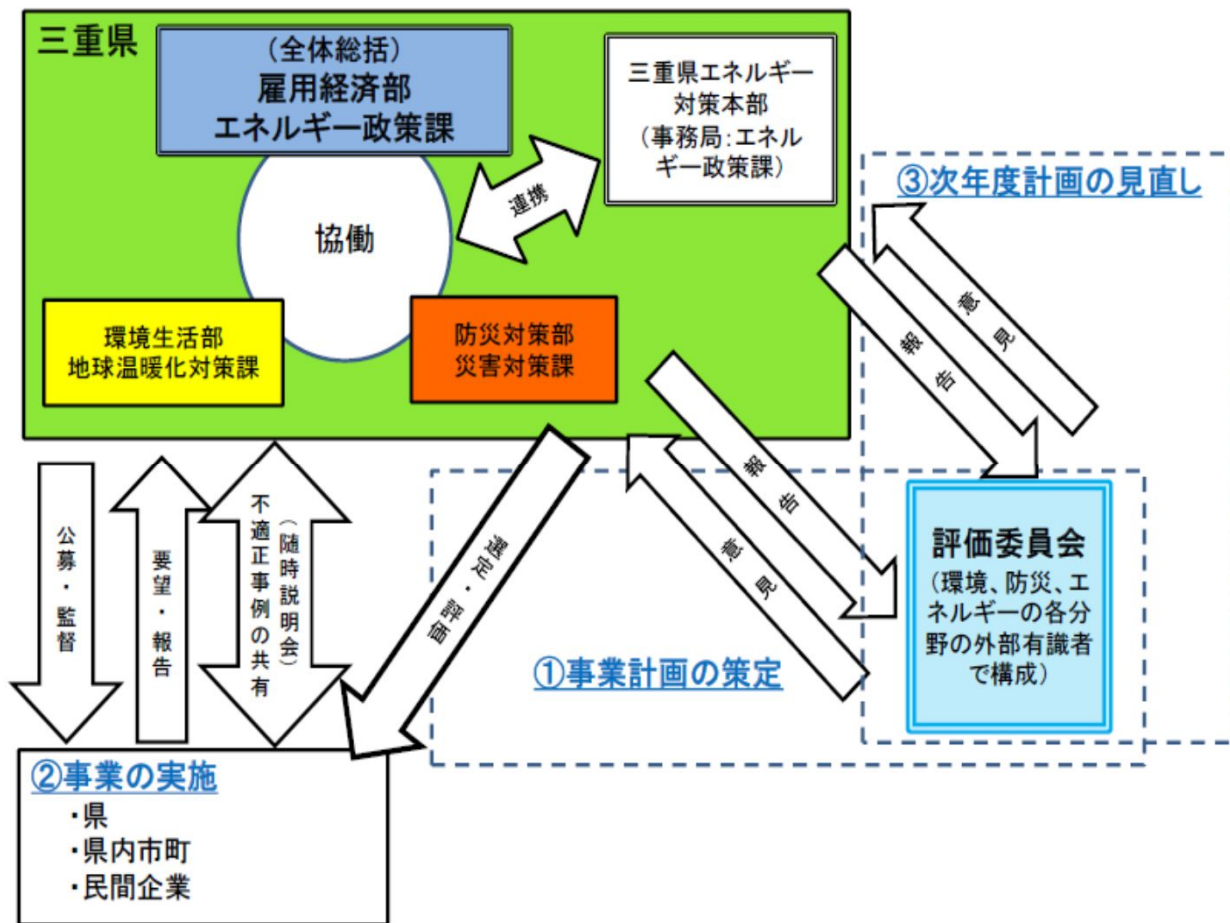 三重県
(全体総括)
雇用経済部
エネルギー政策課
三重県エネルギー
対策本部
(事務局:エネル
ギー政策課)
連携
協働
環境生活部
地球温暖化対策課
防災対策部
災害対策課
③次年度計画の見直し
意見
報告
報告
意見
公募・監督
要望・報告
(随時説明会)
不適正事例の共有
選定・評価
①事業計画の策定
評価委員会
(環境、防災、エ
ネルギーの各分
野の外部有識者
で構成)
②事業の実施
・県
・県内市町
・民間企業